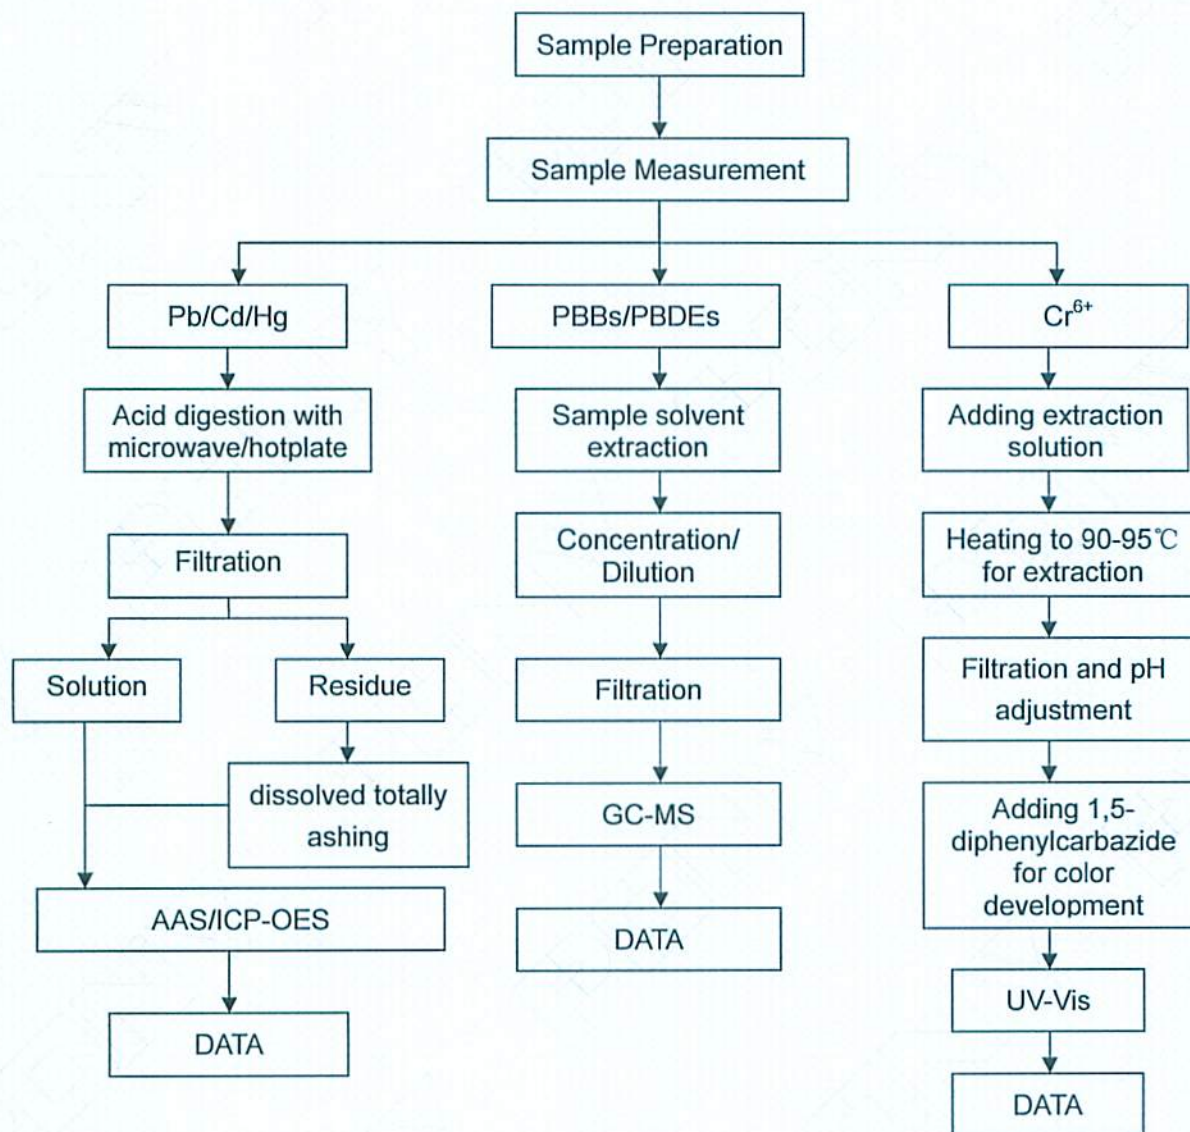 Sample Preparation
Sample Measurement
Pb/Cd/Hg
PBBs/PBDEs
Cr⁶⁺
Acid digestion with
microwave/hotplate
Sample solvent
extraction
Adding extraction
solution
Filtration
Concentration/
Dilution
Heating to 90-95℃
for extraction
Solution
Residue
Filtration
Filtration and pH
adjustment
dissolved totally
ashing
GC-MS
Adding 1,5-
diphenylcarbazide
for color
development
AAS/ICP-OES
DATA
UV-Vis
DATA
DATA